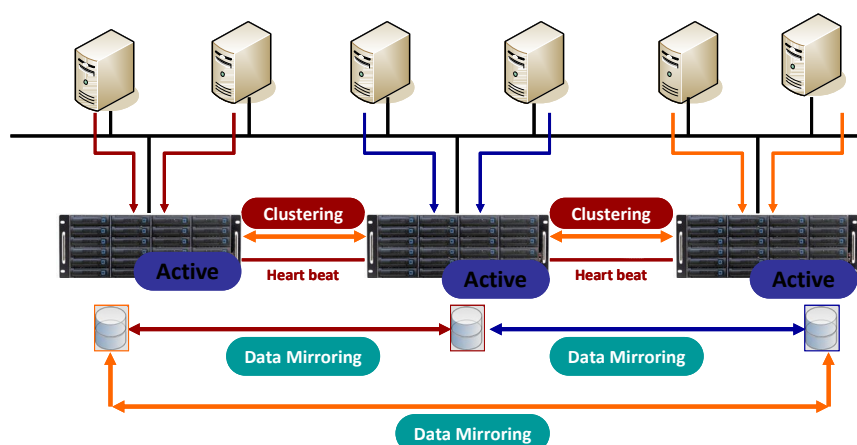 Clustering
Clustering
Active
Heart beat
Active
Heart beat
Active
Data Mirroring
Data Mirroring
Data Mirroring